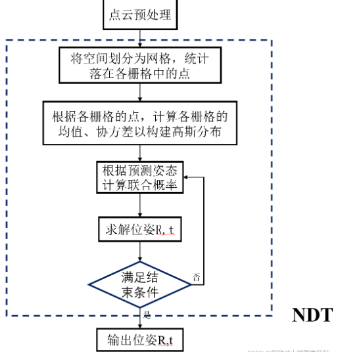 点云预处理
将空间划分为网格，统计
落在各栅格中的点
根据各栅格的点，计算各栅格的
均值、协方差以构建高斯分布
根据预测姿态
计算联合概率
求解位姿R,t
满足结
束条件
否
是
NDT
输出位姿R,t